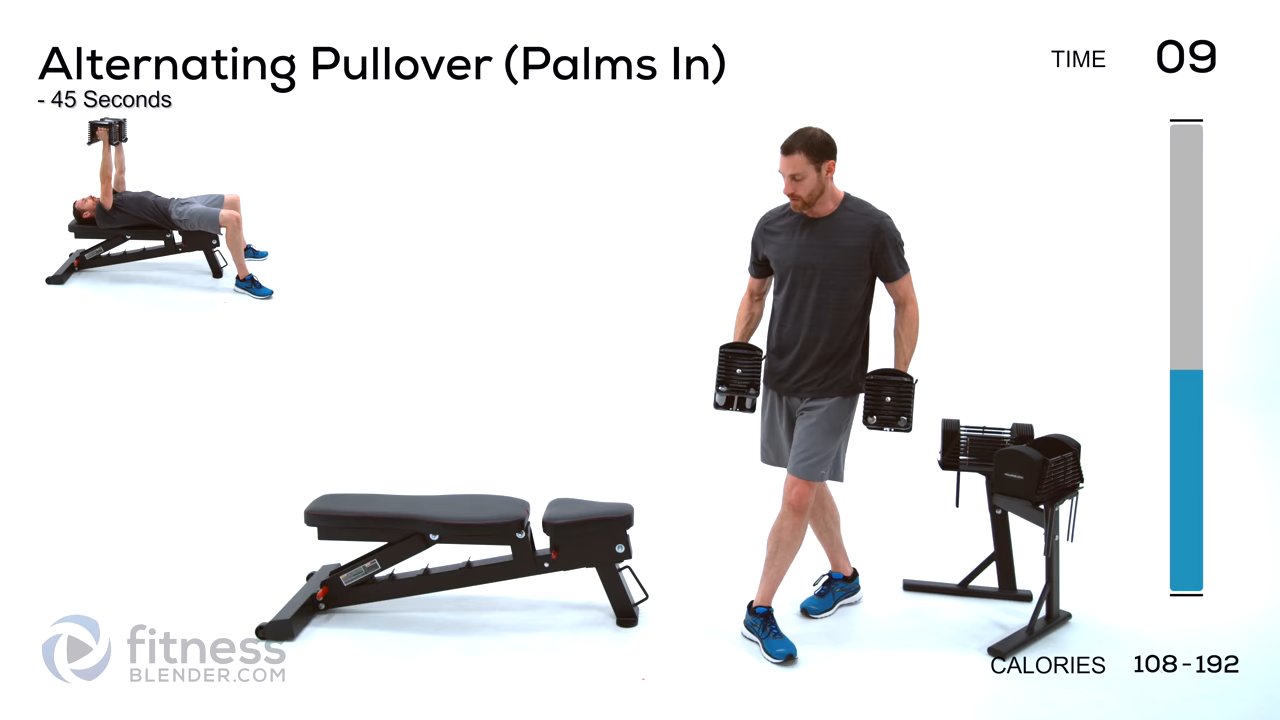 Alternating Pullover (Palms In)
- 45 Seconds
TIME 09
fitness
BLENDER.COM
CALORIES 108-192